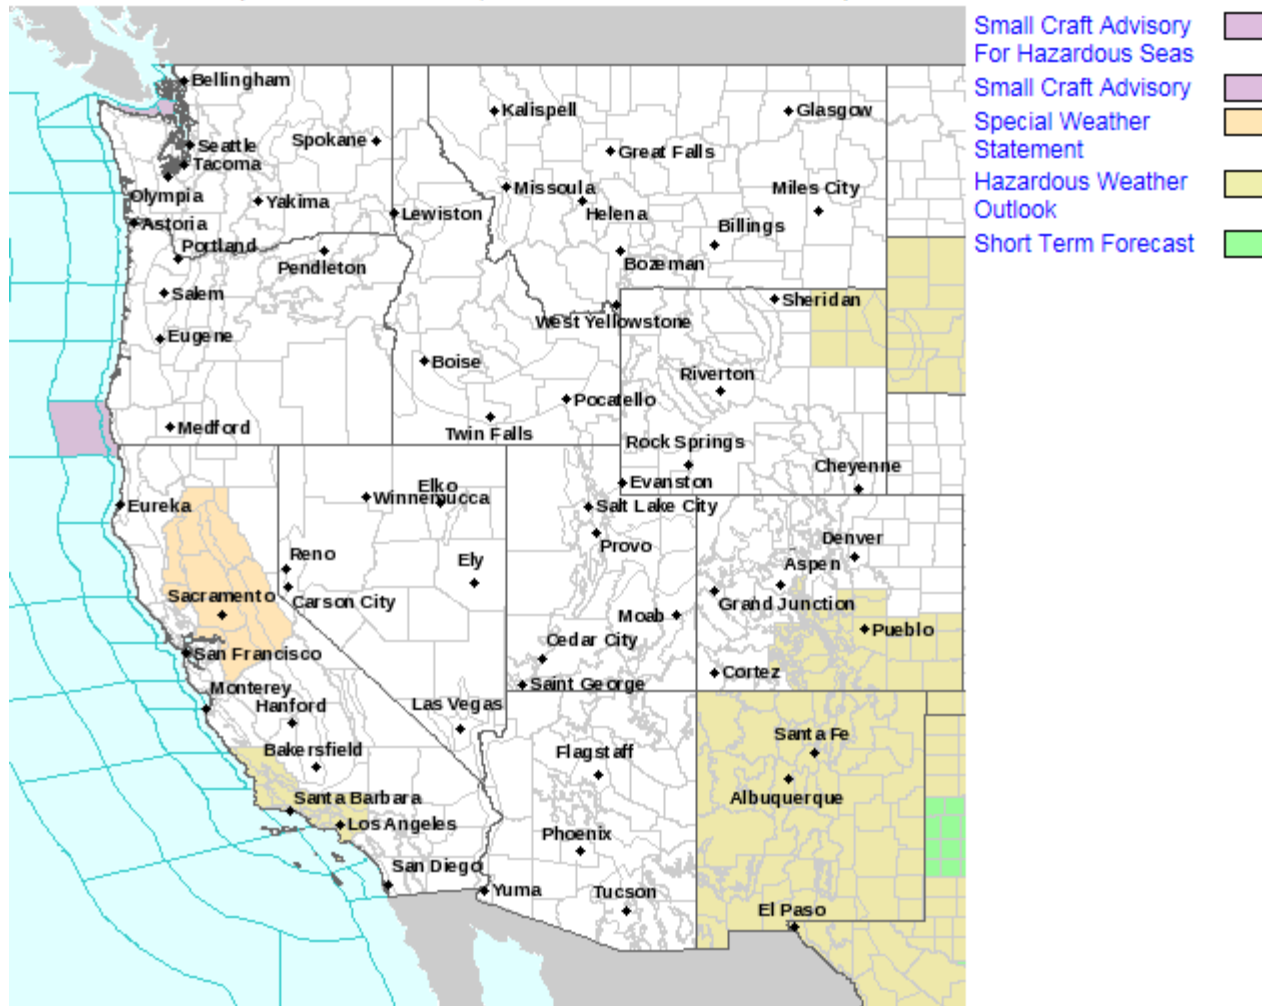 Small Craft Advisory
For Hazardous Seas
Small Craft Advisory
Special Weather
Statement
Hazardous Weather
Outlook
Short Term Forecast
Bellingham
Kalispell
Glasgow
Seattle
Spokane
Great Falls
Tacoma
Olympia
Yakima
Missoula
Miles City
Helena
Lewiston
Astoria
Billings
Portland
Pendleton
Bozeman
Salem
Sheridan
West Yellowstone
Eugene
Boise
Riverton
Pocatello
Medford
Twin Falls
Rock Springs
Cheyenne
Evanston
Elko
Winnemucca
Eureka
Salt Lake City
Provo
Denver
Reno
Ely
Aspen
Sacramento
Carson City
Grand Junction
Moab
Pueblo
Cedar City
San Francisco
Cortez
Saint George
Monterey
Hanford
Las Vegas
Santa Fe
Bakersfield
Flagstaff
Albuquerque
Santa Barbara
Los Angeles
Phoenix
San Diego
Yuma
Tucson
El Paso